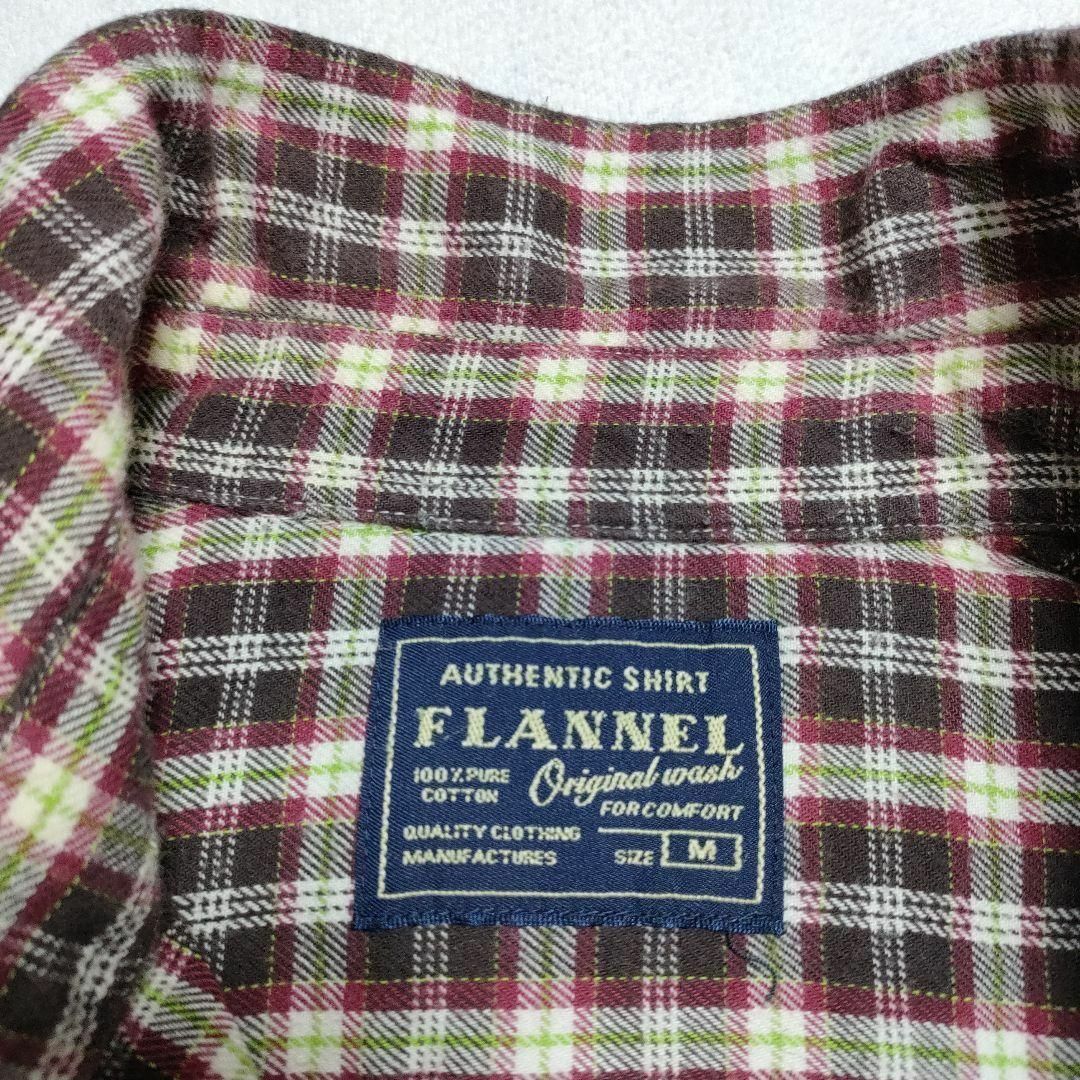 AUTHENTIC SHIRT
FLANNEL
100% PURE
COTTON
Original wash
FOR COMFORT
QUALITY CLOTHING
MANUFACTURES
SIZE M